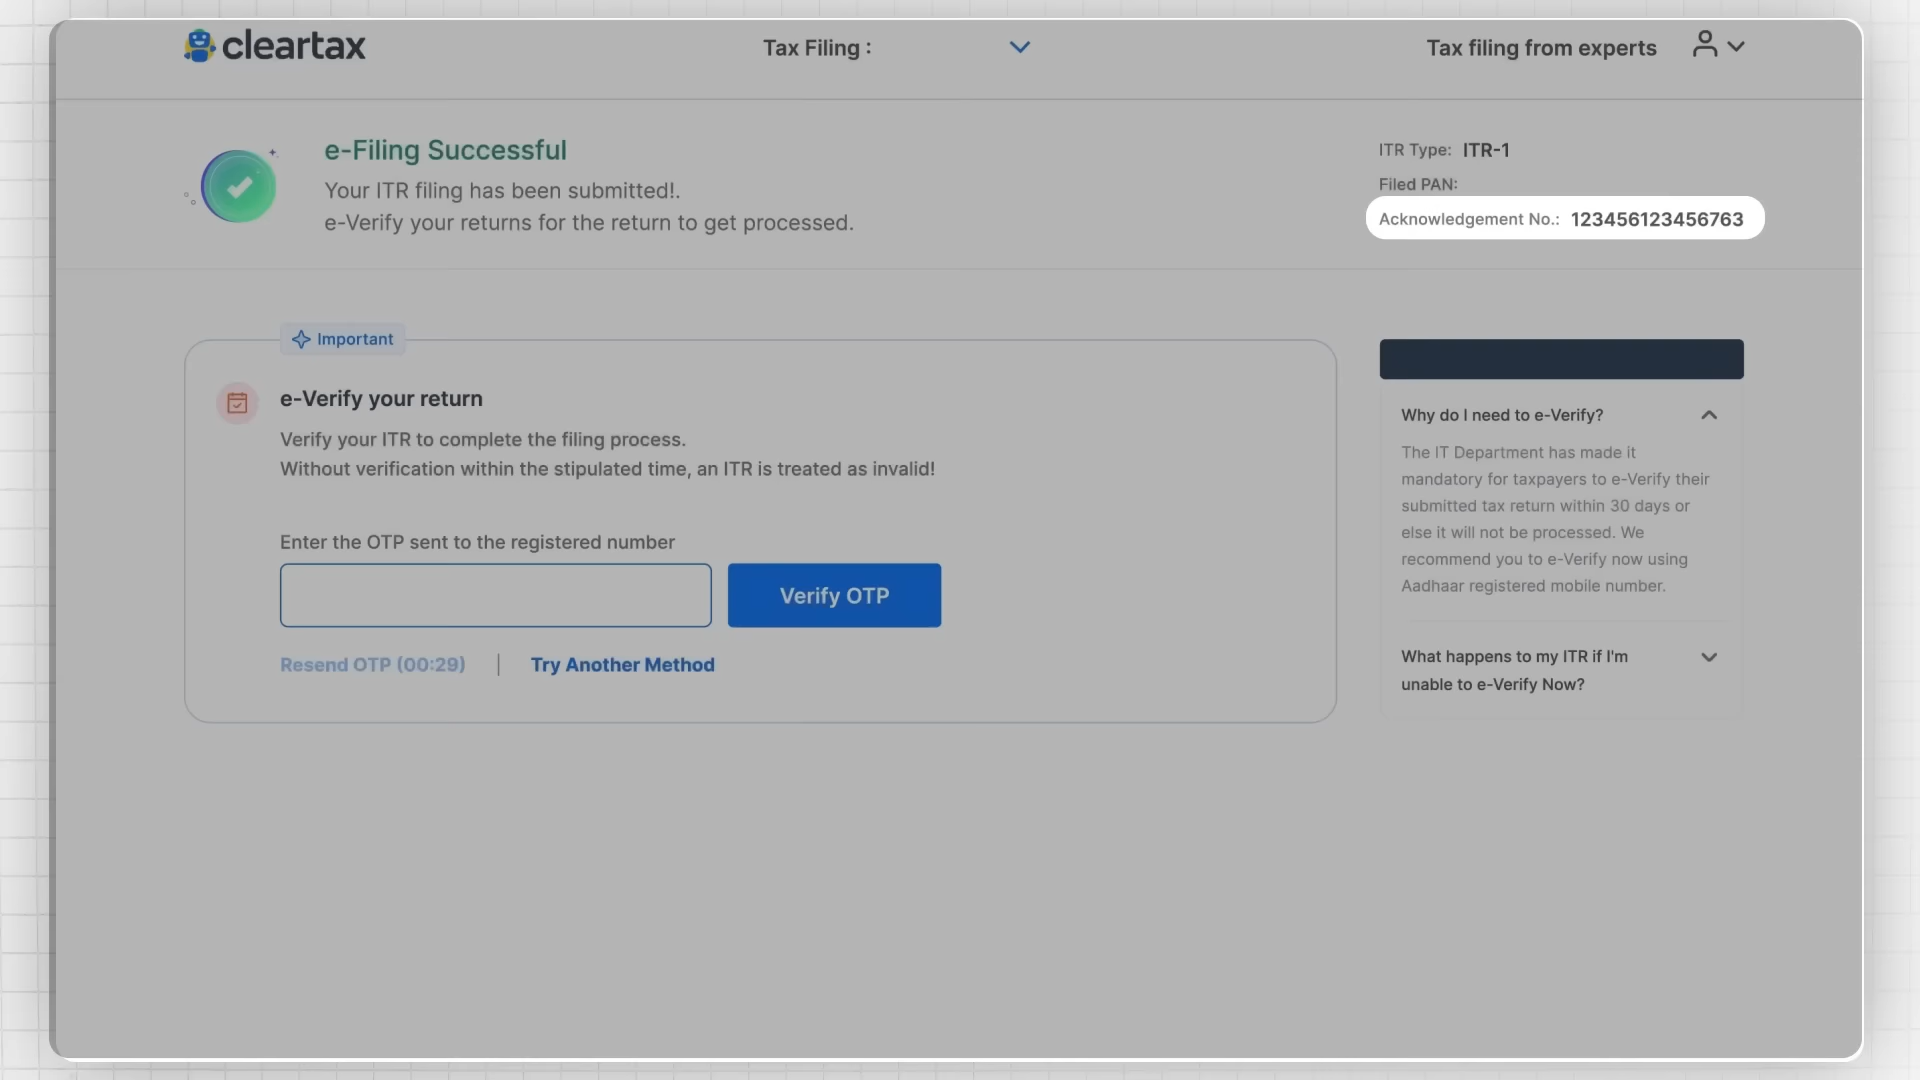 cleartax
Tax Filing :
Tax filing from experts
e-Filing Successful
Your ITR filing has been submitted!.
e-Verify your returns for the return to get processed.
ITR Type: ITR-1
Filed PAN:
Acknowledgement No.: 123456123456763
Important
e-Verify your return
Verify your ITR to complete the filing process.
Without verification within the stipulated time, an ITR is treated as invalid!
Enter the OTP sent to the registered number
Verify OTP
Resend OTP (00:29) | Try Another Method
Why do I need to e-Verify?
The IT Department has made it
mandatory for taxpayers to e-Verify their
submitted tax return within 30 days or
else it will not be processed. We
recommend you to e-Verify now using
Aadhaar registered mobile number.
What happens to my ITR if I'm
unable to e-Verify Now?